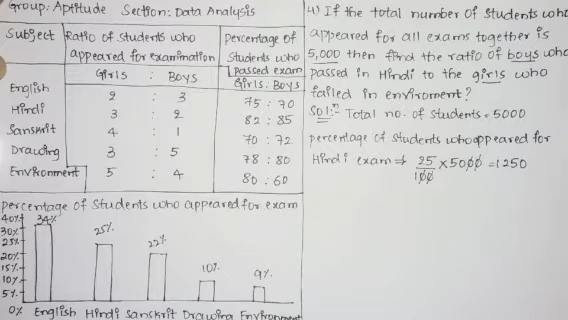 Group: Aptitude Section: Data Analysis
Subject Ratio of students who appeared for examination Percentage of students who passed exam
Girls : Boys Girls : Boys
English 2 : 3 75 : 70
Hindi 3 : 2 82 : 85
Sanskrit 4 : 1 70 : 72
Drawing 3 : 5 78 : 80
Environment 5 : 4 80 : 60
percentage of students who appeared for exam
40%
30%
25%
20%
15%
10%
5%
0%
34%
25%
22%
10%
9%
English Hindi Sanskrit Drawing Environment
4) If the total number of students who
appeared for all exams together is
5,000 then find the ratio of boys who
passed in Hindi to the girls who
failed in enviroment?
Sol:n Total no. of students = 5000
percentage of students who appeared for
Hindi exam ⇒ 25/100 × 5000 = 1250